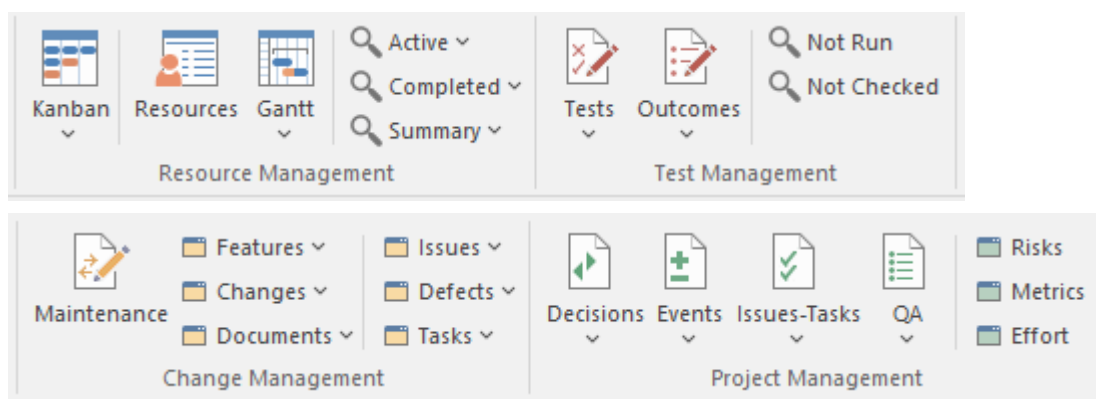 Kanban
Resources
Gantt
Active
Completed
Summary
Resource Management
Tests
Outcomes
Not Run
Not Checked
Test Management
Maintenance
Features
Changes
Documents
Issues
Defects
Tasks
Change Management
Decisions
Events
Issues-Tasks
QA
Risks
Metrics
Effort
Project Management